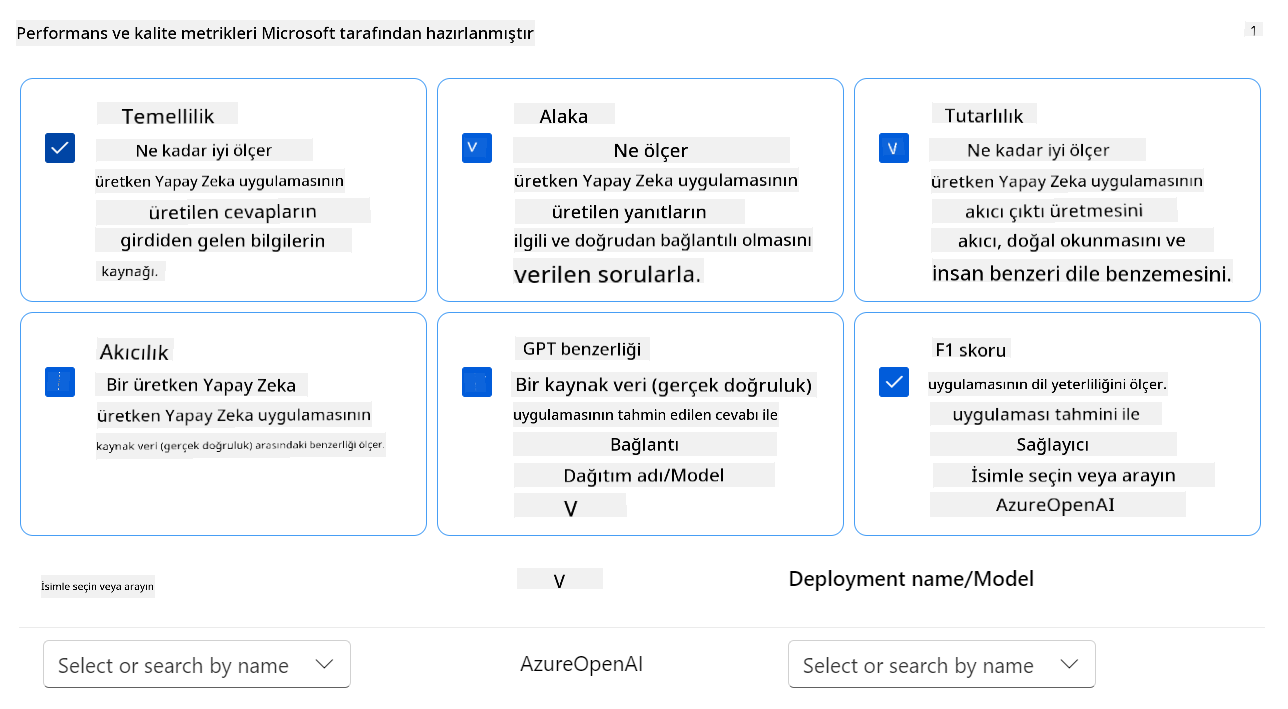 Performans ve kalite metrikleri Microsoft tarafından hazırlanmıştır
1
Temellilik
Ne kadar iyi ölçer
üretken Yapay Zeka uygulamasının
üretilen cevapların
girdiden gelen bilgilerin
kaynağı.
Alaka
V
Ne ölçer
üretken Yapay Zeka uygulamasının
üretilen yanıtların
ilgili ve doğrudan bağlantılı olmasını
verilen sorularla.
Tutarlılık
V
Ne kadar iyi ölçer
üretken Yapay Zeka uygulamasının
akıcı çıktı üretmesini
akıcı, doğal okunmasını ve
insan benzeri dile benzemesini.
Akıcılık
Bir üretken Yapay Zeka
üretken Yapay Zeka uygulamasının
kaynak veri (gerçek doğruluk) arasındaki benzerliği ölçer.
GPT benzerliği
Bir kaynak veri (gerçek doğruluk)
uygulamasının tahmin edilen cevabı ile
Bağlantı
Dağıtım adı/Model
V
F1 skoru
uygulamasının dil yeterliliğini ölçer.
uygulaması tahmini ile
Sağlayıcı
İsimle seçin veya arayın
AzureOpenAI
İsimle seçin veya arayın
V
Deployment name/Model
Select or search by name
AzureOpenAI
Select or search by name